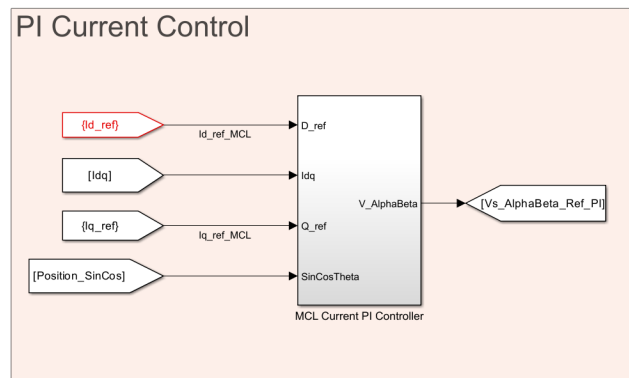 PI Current Control
{Id_ref}
Id_ref_MCL
D_ref
[Idq]
Idq
V_AlphaBeta
[Vs_AlphaBeta_Ref_PI]
{Iq_ref}
Iq_ref_MCL
Q_ref
[Position_SinCos]
SinCosTheta
MCL Current PI Controller